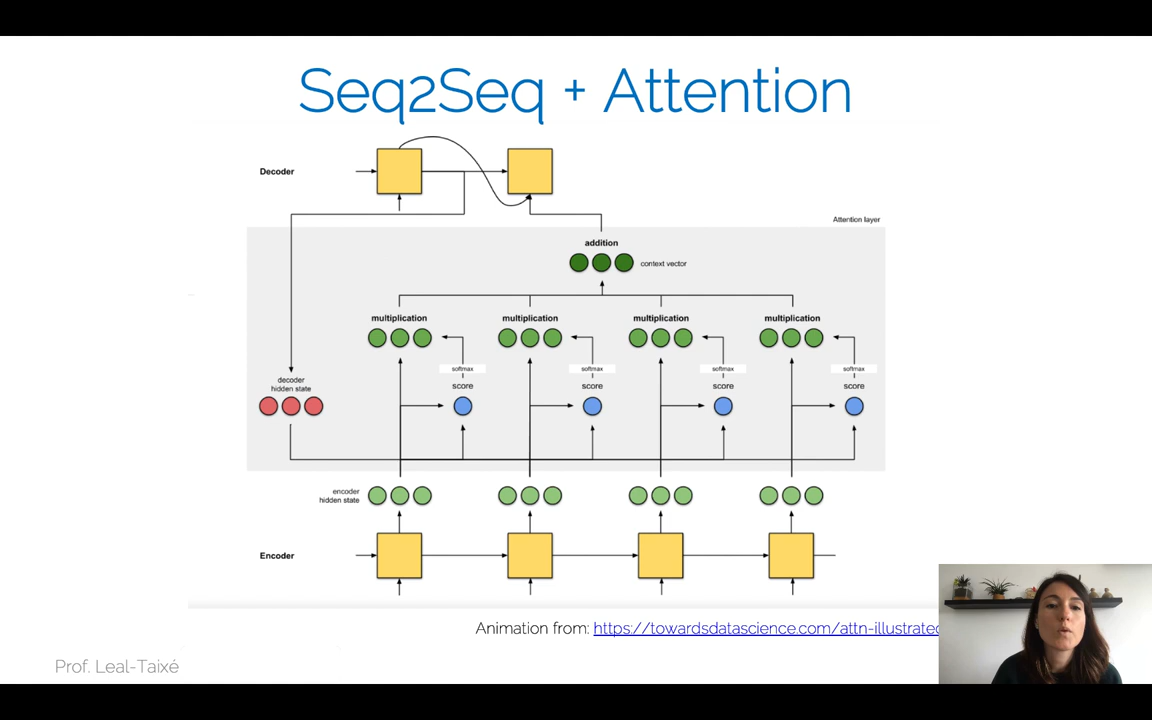 Seq2Seq + Attention
Decoder
Attention layer
addition
context vector
multiplication multiplication multiplication multiplication
softmax softmax softmax softmax
decoder
hidden state
score score score score
encoder
hidden state
Encoder
Animation from: https://towardsdatascience.com/attn-illustrated
Prof. Leal-Taixé